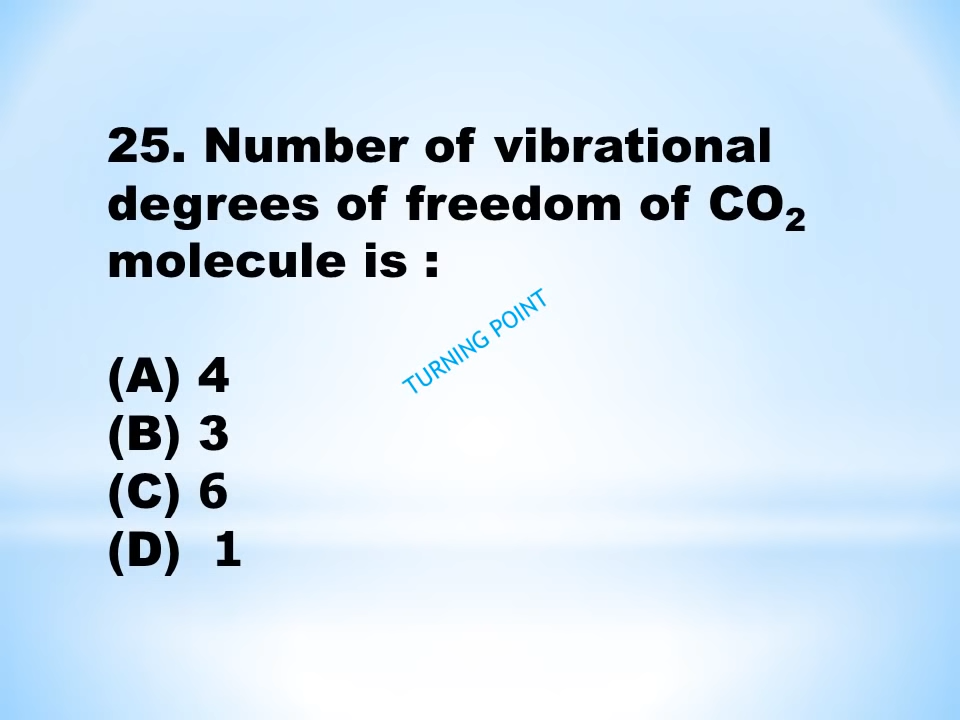 25. Number of vibrational
degrees of freedom of CO₂
molecule is :
TURNING POINT
(A) 4
(B) 3
(C) 6
(D) 1